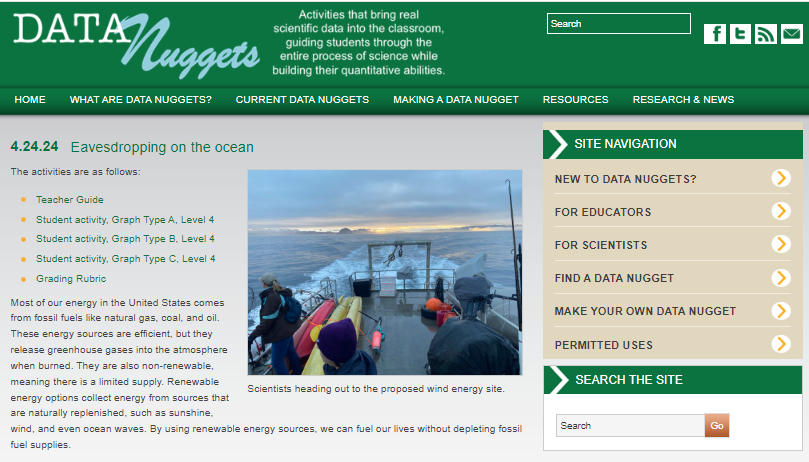 DATA Nuggets
Activities that bring real
scientific data into the classroom,
guiding students through the
entire process of science while
building their quantitative abilities.
Search
HOME WHAT ARE DATA NUGGETS? CURRENT DATA NUGGETS MAKING A DATA NUGGET RESOURCES RESEARCH & NEWS
4.24.24 Eavesdropping on the ocean
The activities are as follows:
Teacher Guide
Student activity, Graph Type A, Level 4
Student activity, Graph Type B, Level 4
Student activity, Graph Type C, Level 4
Grading Rubric
Most of our energy in the United States comes
from fossil fuels like natural gas, coal, and oil.
These energy sources are efficient, but they
release greenhouse gases into the atmosphere
when burned. They are also non-renewable,
meaning there is a limited supply. Renewable
energy options collect energy from sources that
are naturally replenished, such as sunshine,
wind, and even ocean waves. By using renewable energy sources, we can fuel our lives without depleting fossil
fuel supplies.
Scientists heading out to the proposed wind energy site.
SITE NAVIGATION
NEW TO DATA NUGGETS?
FOR EDUCATORS
FOR SCIENTISTS
FIND A DATA NUGGET
MAKE YOUR OWN DATA NUGGET
PERMITTED USES
SEARCH THE SITE
Search Go